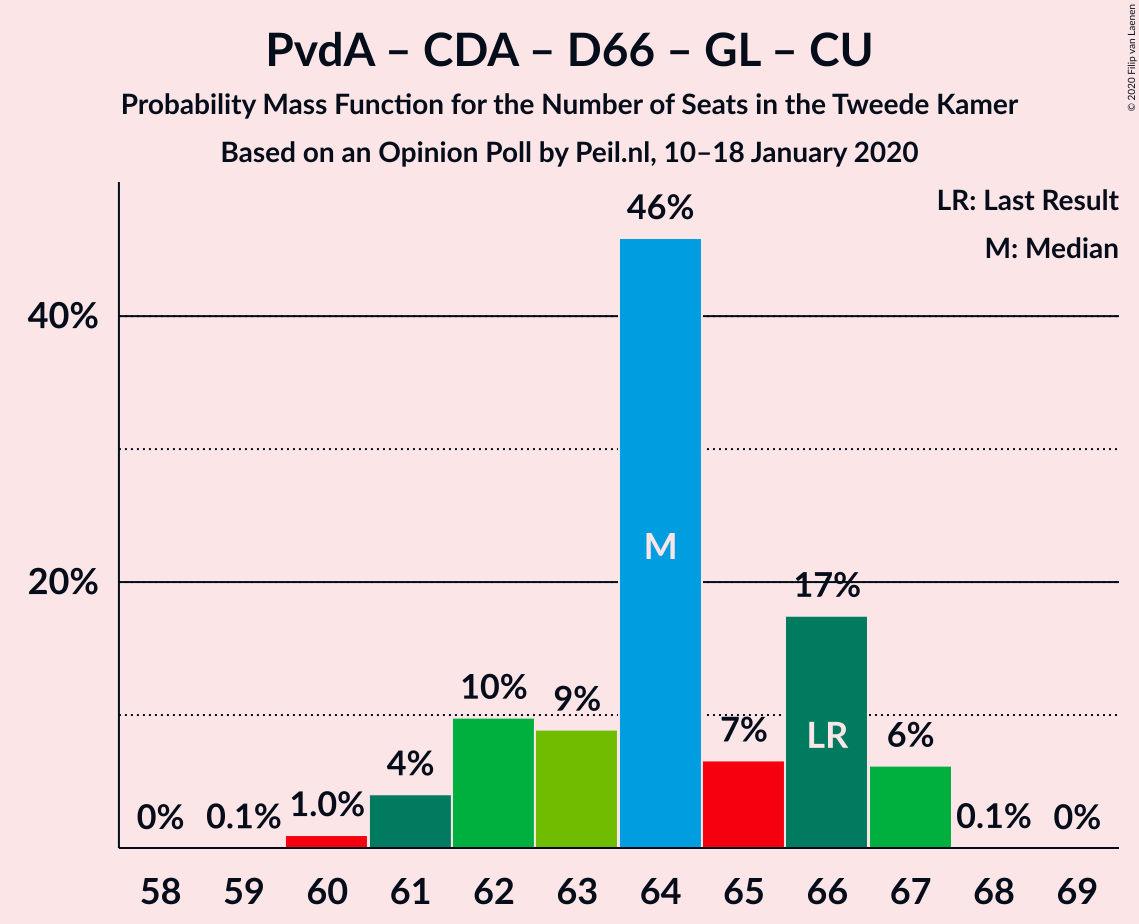 PvdA – CDA – D66 – GL – CU
Probability Mass Function for the Number of Seats in the Tweede Kamer
Based on an Opinion Poll by Peil.nl, 10–18 January 2020
© 2020 Filip van Laenen
LR: Last Result
M: Median
46%
40%
M
20%
17%
10%
9%
7%
LR
6%
4%
1.0%
0%
0.1%
0.1%
0%
58 59 60 61 62 63 64 65 66 67 68 69